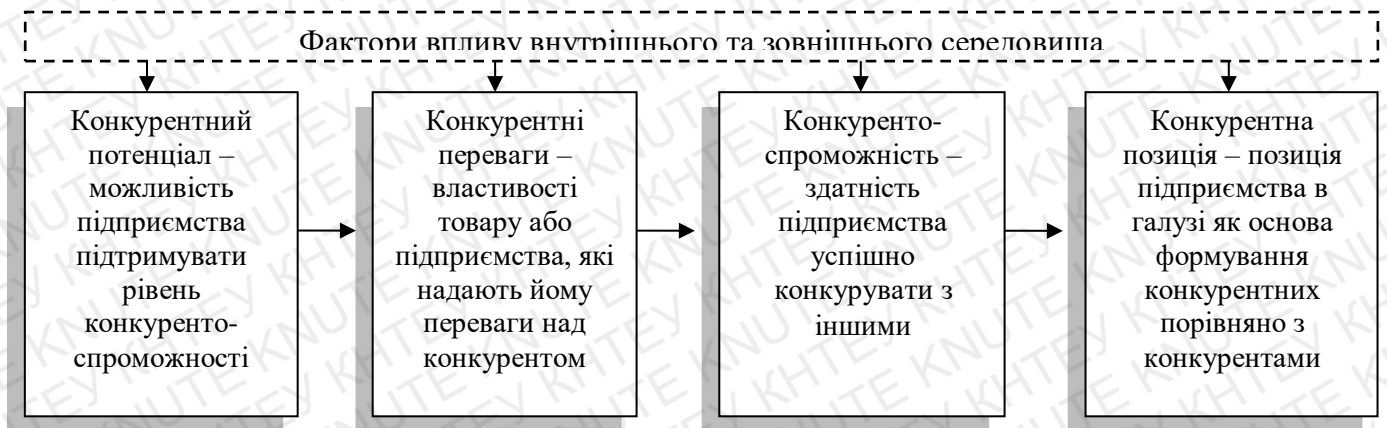 Фактори впливу внутрішнього та зовнішнього середовища
Конкурентний
потенціал –
можливість
підприємства
підтримувати
рівень
конкуренто-
спроможності
Конкурентні
переваги –
властивості
товару або
підприємства, які
надають йому
переваги над
конкурентом
Конкуренто-
спроможність –
здатність
підприємства
успішно
конкурувати з
іншими
Конкурентна
позиція – позиція
підприємства в
галузі як основа
формування
конкурентних
порівняно з
конкурентами